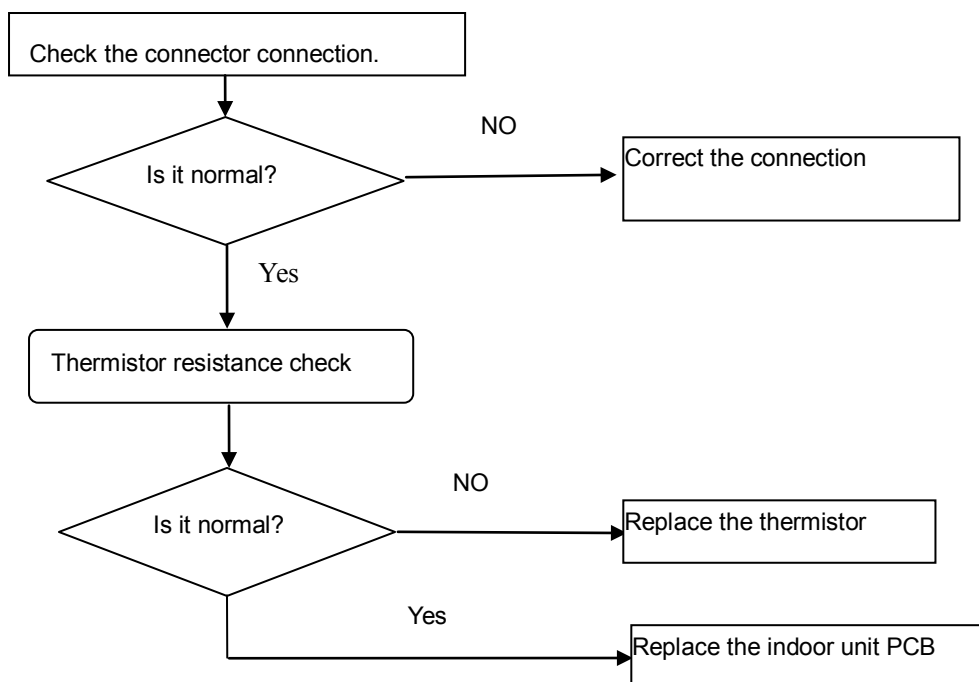 Check the connector connection.
NO
Is it normal?
Correct the connection
Yes
Thermistor resistance check
NO
Is it normal?
Replace the thermistor
Yes
Replace the indoor unit PCB